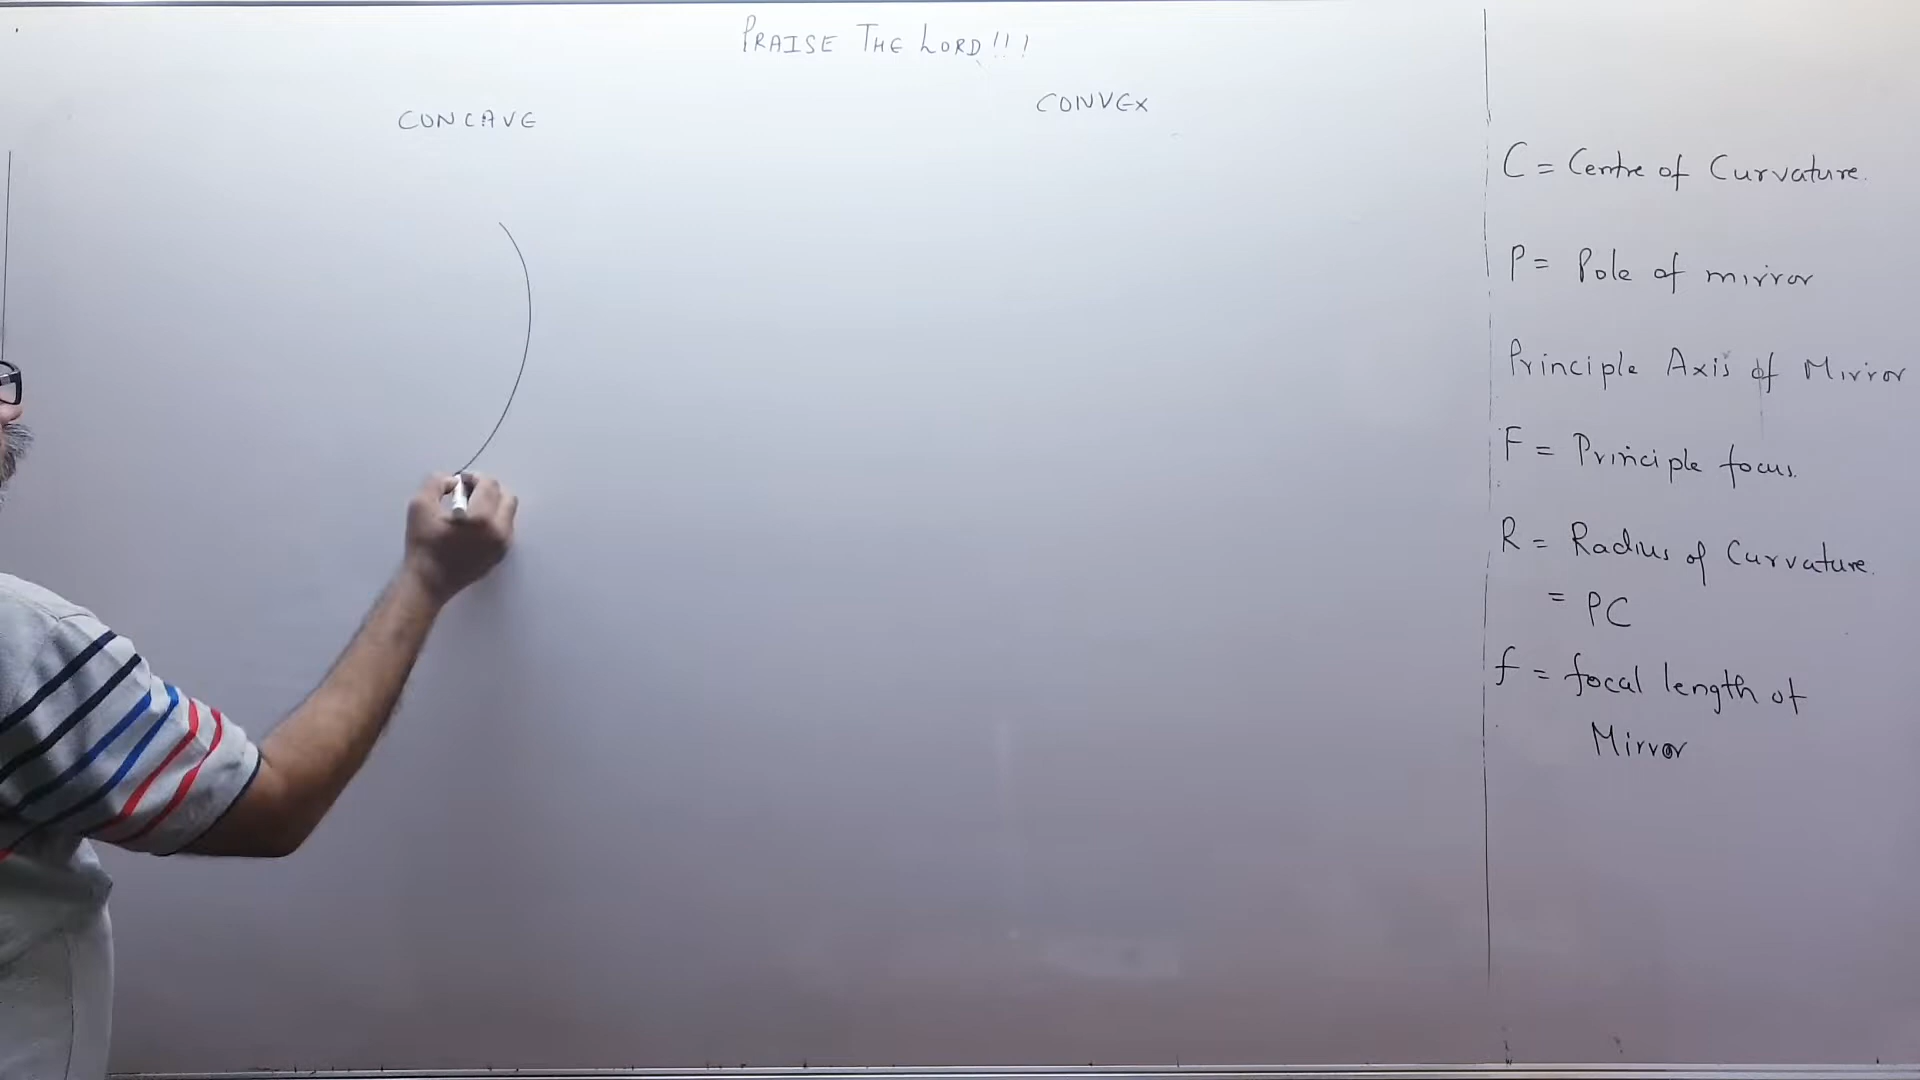 PRAISE THE LORD!!!
CONCAVE
CONVEX
C = Centre of Curvature.
P = Pole of mirror
Principle Axis of Mirror
F = Principle focus.
R = Radius of Curvature.
= PC
f = focal length of
Mirror